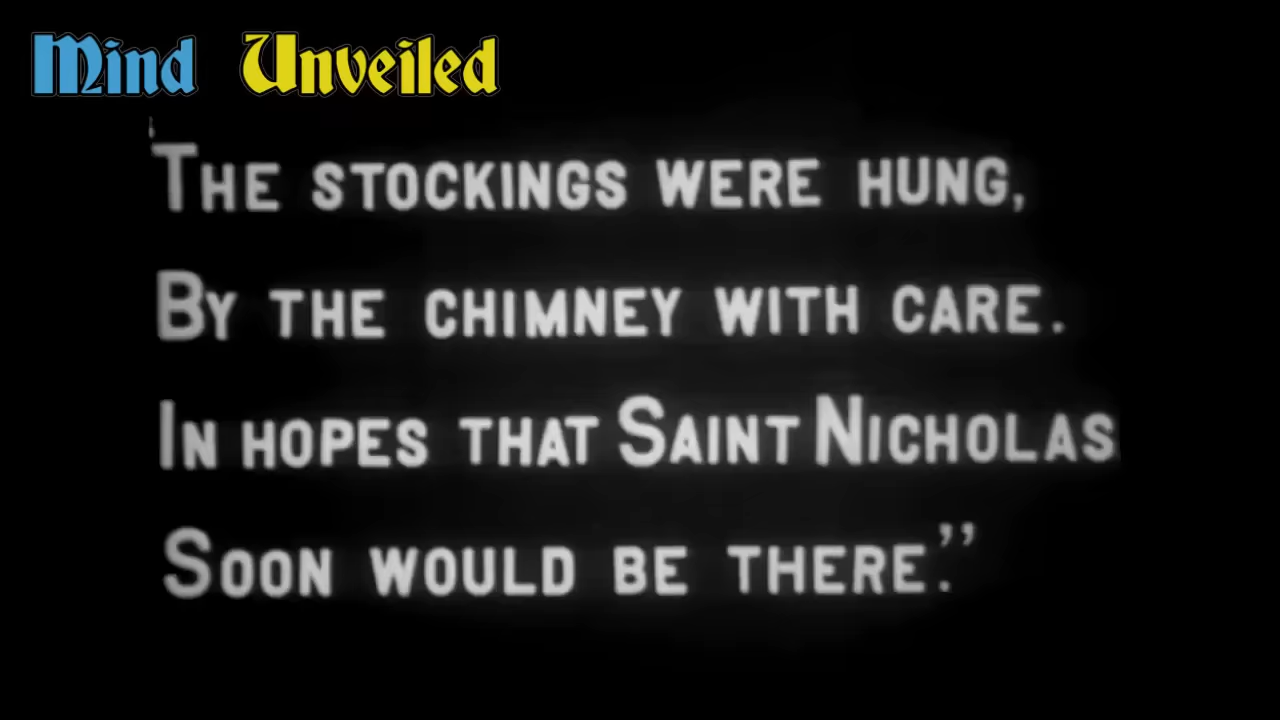 Mind Unveiled
The stockings were hung,
By the chimney with care.
In hopes that Saint Nicholas
Soon would be there.”